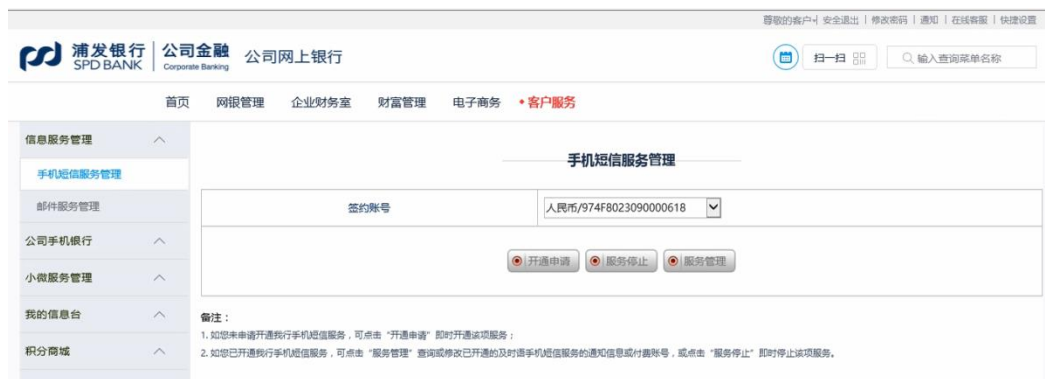 尊敬的客户 安全退出 | 修改密码 | 通知 | 在线客服 | 快捷设置
浦发银行 公司金融 公司网上银行
SPD BANK Corporate Banking
扫一扫 输入查询菜单名称
首页 网银管理 企业财务室 财富管理 电子商务 •客户服务
信息服务管理
手机短信服务管理
手机短信服务管理
邮件服务管理
签约账号 人民币/974F8023090000618
公司手机银行
开通申请 服务停止 服务管理
小微服务管理
我的信息台
备注：
1. 如您未申请开通我行手机短信服务，可点击“开通申请”即时开通该项服务；
积分商城
2. 如您已开通我行手机短信服务，可点击“服务管理”查询或修改已开通的及时语手机短信服务的通知信息或付费账号，或点击“服务停止”即时停止该项服务。